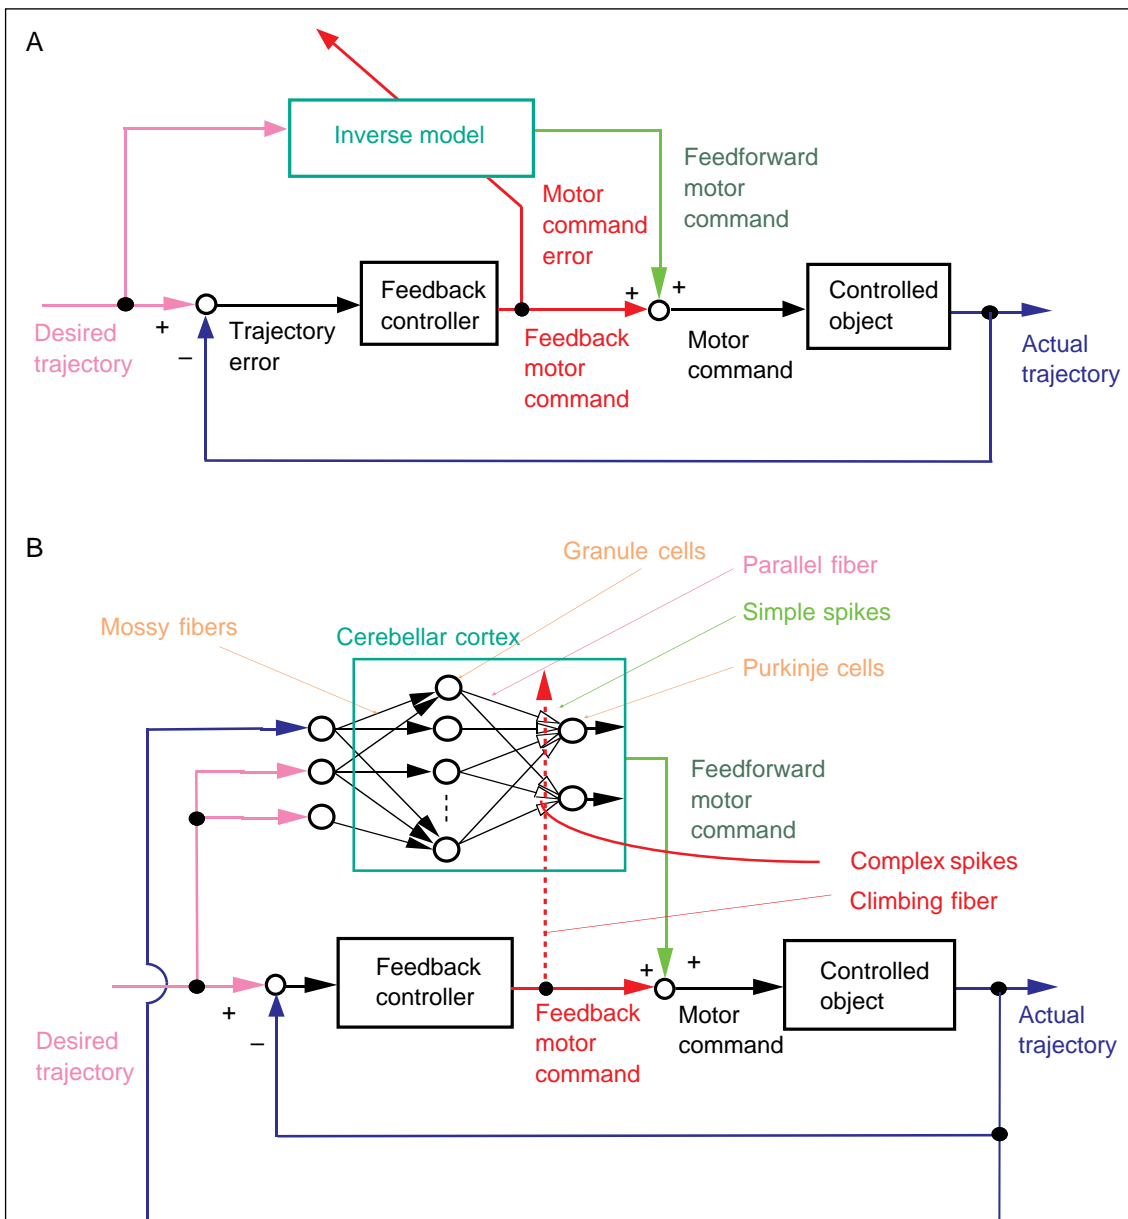 A
Inverse model
Feedforward
motor
command
Motor
command
error
Feedback
controller
Controlled
object
+
+
+
–
Desired
trajectory
Trajectory
error
Feedback
motor
command
Motor
command
Actual
trajectory
B
Granule cells
Parallel fiber
Simple spikes
Mossy fibers
Cerebellar cortex
Purkinje cells
Feedforward
motor
command
Complex spikes
Climbing fiber
Feedback
controller
Controlled
object
+
+
+
–
Desired
trajectory
Feedback
motor
command
Motor
command
Actual
trajectory